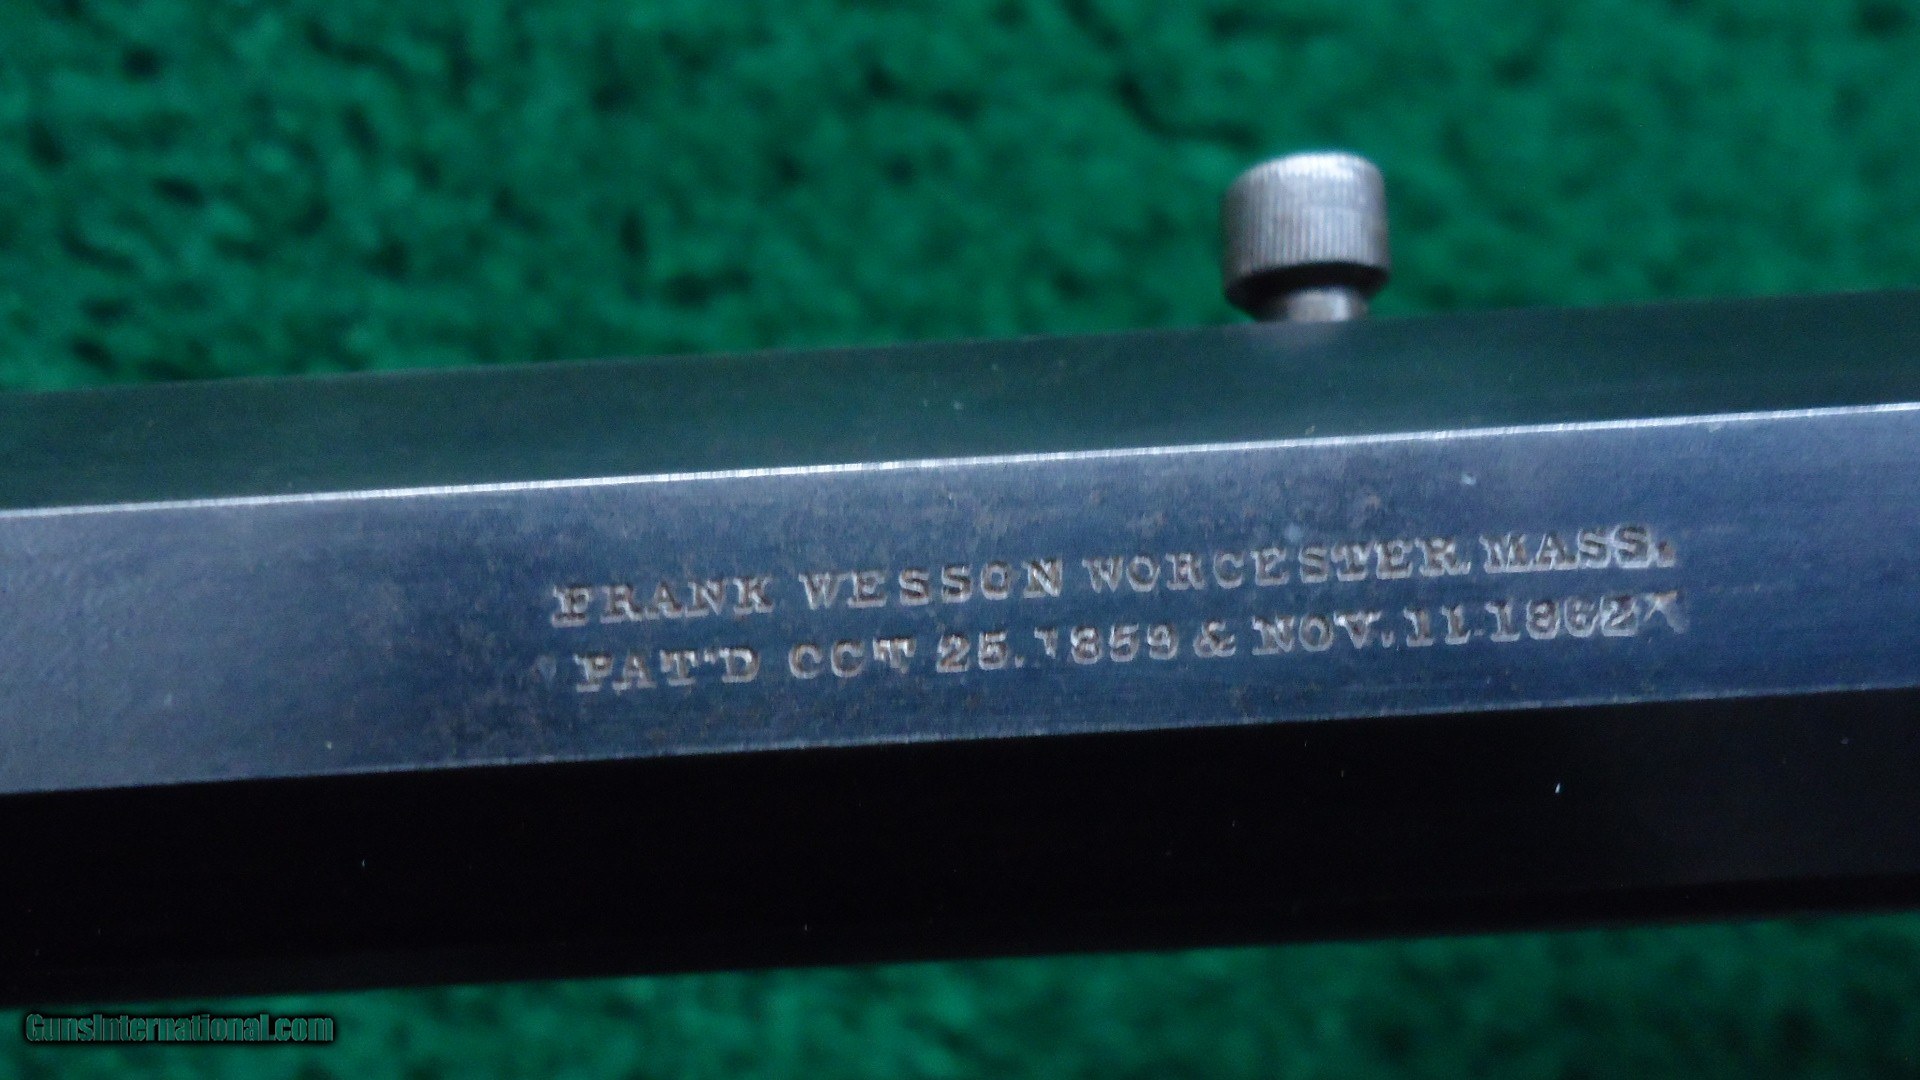 FRANK WESSON WORCESTER MASS.
PAT'D OCT 25. 1859 & NOV. 11 1862
GunsInternational.com